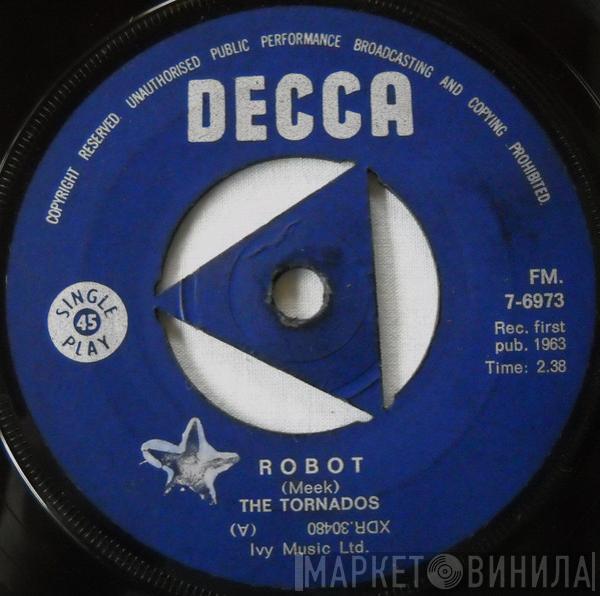 COPYRIGHT RESERVED. UNAUTHORISED PUBLIC PERFORMANCE BROADCASTING AND COPYING PROHIBITED.
DECCA
SINGLE
45
PLAY
FM.
7-6973
Rec. first
pub. 1963
Time: 2.38
ROBOT
(Meek)
THE TORNADOS
XDR.30480 (A)
Ivy Music Ltd.
МАРКЕТ ВИНИЛА